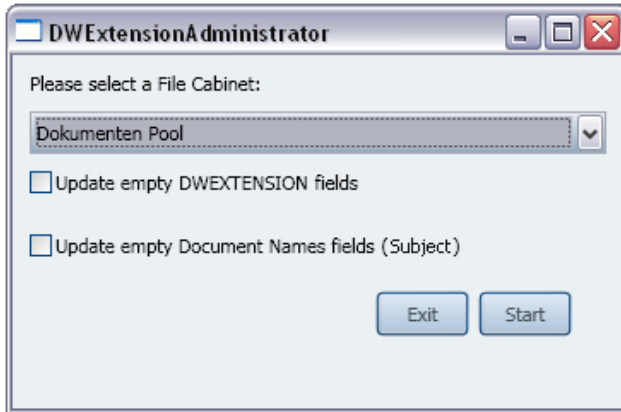 DWExtensionAdministrator
Please select a File Cabinet:
Dokumenten Pool
Update empty DWEXTENSION fields
Update empty Document Names fields (Subject)
Exit Start